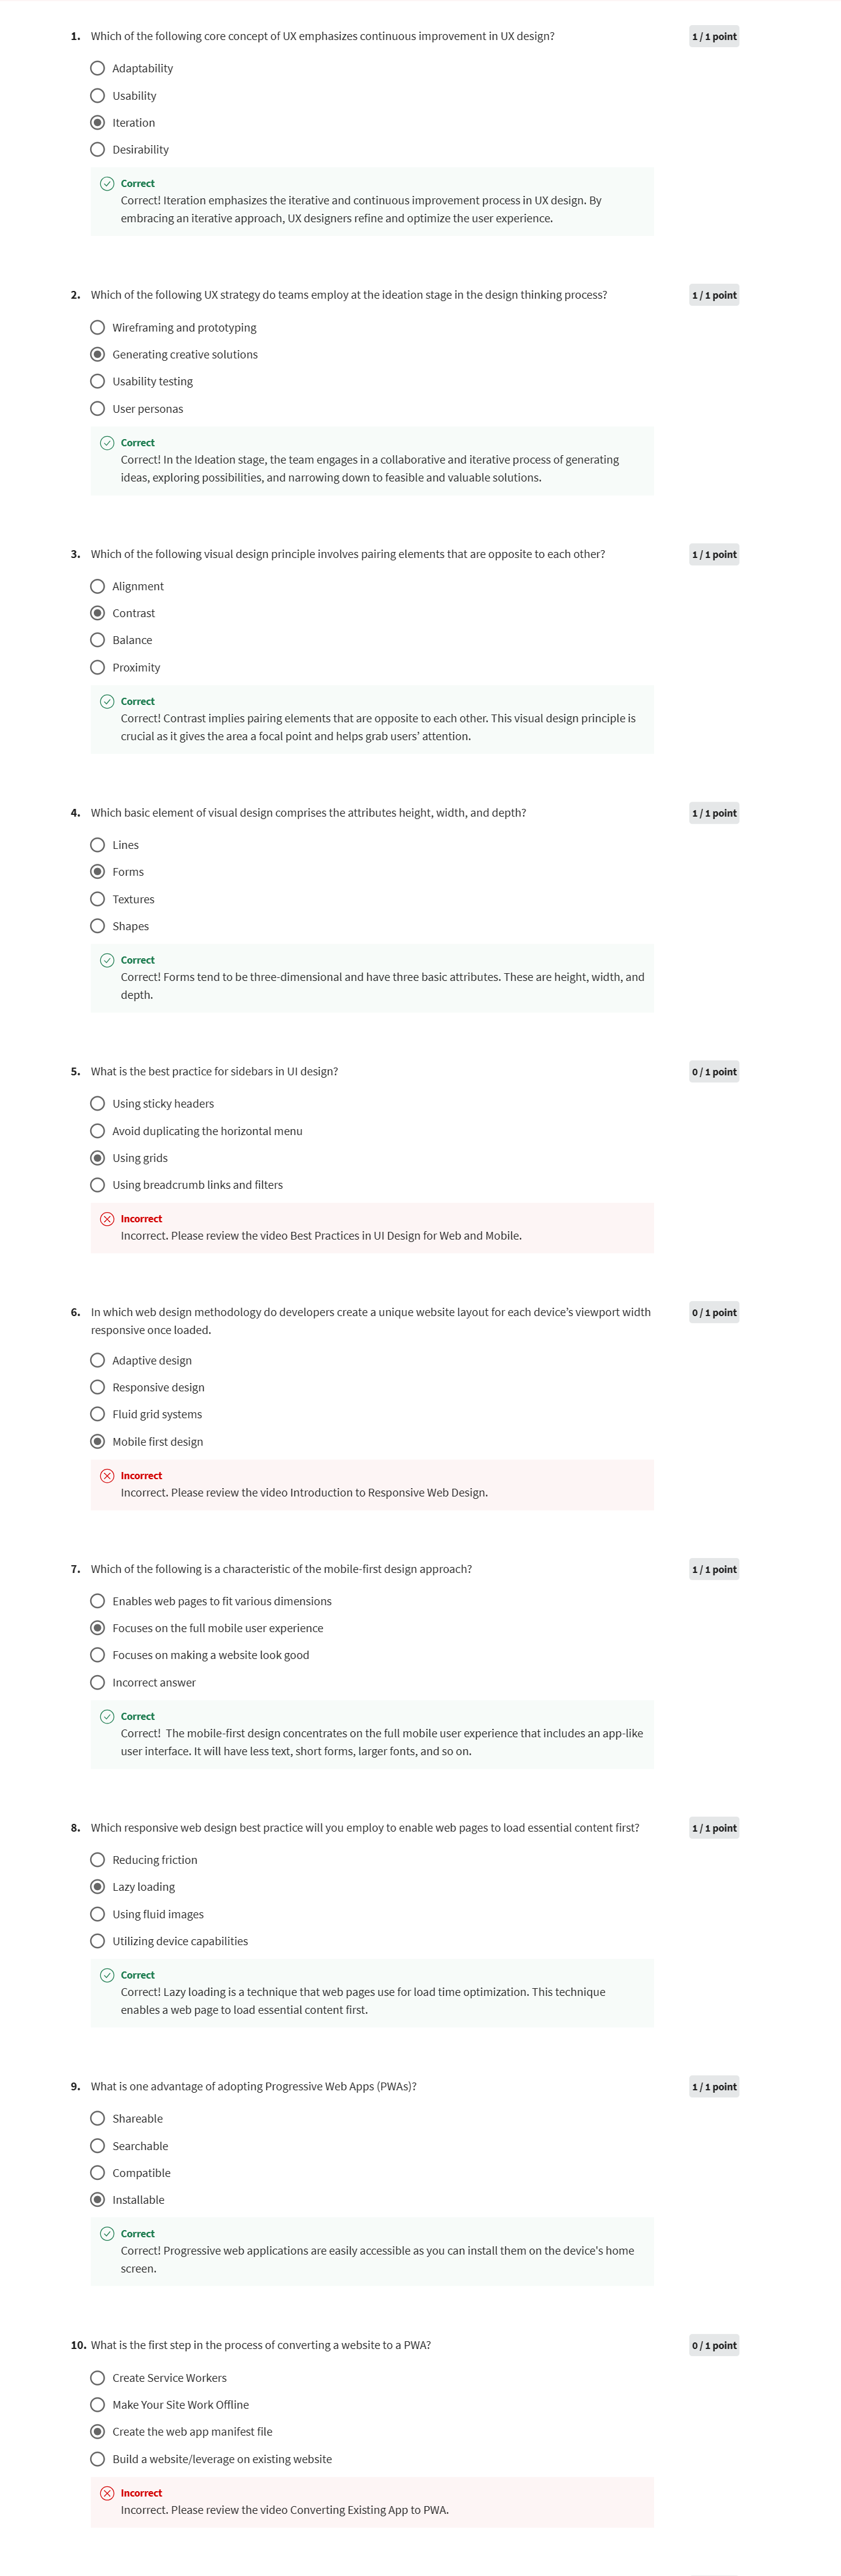 1. Which of the following core concept of UX emphasizes continuous improvement in UX design?
1 / 1 point
Adaptability
Usability
Iteration
Desirability
Correct
Correct! Iteration emphasizes the iterative and continuous improvement process in UX design. By
embracing an iterative approach, UX designers refine and optimize the user experience.
2. Which of the following UX strategy do teams employ at the ideation stage in the design thinking process?
1 / 1 point
Wireframing and prototyping
Generating creative solutions
Usability testing
User personas
Correct
Correct! In the Ideation stage, the team engages in a collaborative and iterative process of generating
ideas, exploring possibilities, and narrowing down to feasible and valuable solutions.
3. Which of the following visual design principle involves pairing elements that are opposite to each other?
1 / 1 point
Alignment
Contrast
Balance
Proximity
Correct
Correct! Contrast implies pairing elements that are opposite to each other. This visual design principle is
crucial as it gives the area a focal point and helps grab users' attention.
4. Which basic element of visual design comprises the attributes height, width, and depth?
1 / 1 point
Lines
Forms
Textures
Shapes
Correct
Correct! Forms tend to be three-dimensional and have three basic attributes. These are height, width, and
depth.
5. What is the best practice for sidebars in UI design?
0 / 1 point
Using sticky headers
Avoid duplicating the horizontal menu
Using grids
Using breadcrumb links and filters
Incorrect
Incorrect. Please review the video Best Practices in UI Design for Web and Mobile.
6. In which web design methodology do developers create a unique website layout for each device's viewport width
responsive once loaded.
0 / 1 point
Adaptive design
Responsive design
Fluid grid systems
Mobile first design
Incorrect
Incorrect. Please review the video Introduction to Responsive Web Design.
7. Which of the following is a characteristic of the mobile-first design approach?
1 / 1 point
Enables web pages to fit various dimensions
Focuses on the full mobile user experience
Focuses on making a website look good
Incorrect answer
Correct
Correct! The mobile-first design concentrates on the full mobile user experience that includes an app-like
user interface. It will have less text, short forms, larger fonts, and so on.
8. Which responsive web design best practice will you employ to enable web pages to load essential content first?
1 / 1 point
Reducing friction
Lazy loading
Using fluid images
Utilizing device capabilities
Correct
Correct! Lazy loading is a technique that web pages use for load time optimization. This technique
enables a web page to load essential content first.
9. What is one advantage of adopting Progressive Web Apps (PWAs)?
1 / 1 point
Shareable
Searchable
Compatible
Installable
Correct
Correct! Progressive web applications are easily accessible as you can install them on the device's home
screen.
10. What is the first step in the process of converting a website to a PWA?
0 / 1 point
Create Service Workers
Make Your Site Work Offline
Create the web app manifest file
Build a website/leverage on existing website
Incorrect
Incorrect. Please review the video Converting Existing App to PWA.